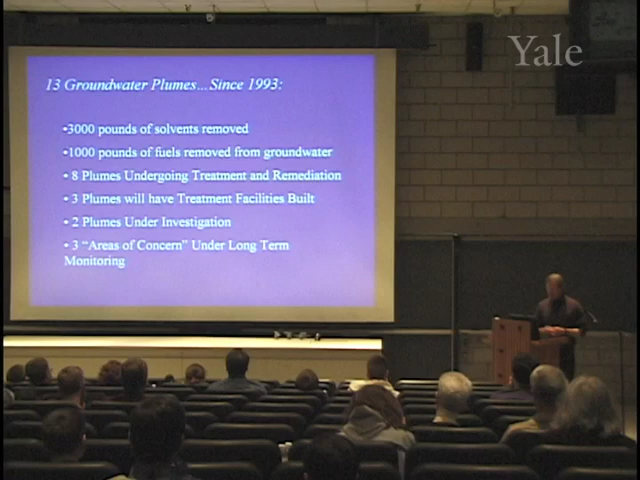 Yale
13 Groundwater Plumes…Since 1993:
•3000 pounds of solvents removed
•1000 pounds of fuels removed from groundwater
• 8 Plumes Undergoing Treatment and Remediation
• 3 Plumes will have Treatment Facilities Built
• 2 Plumes Under Investigation
• 3 “Areas of Concern” Under Long Term
Monitoring